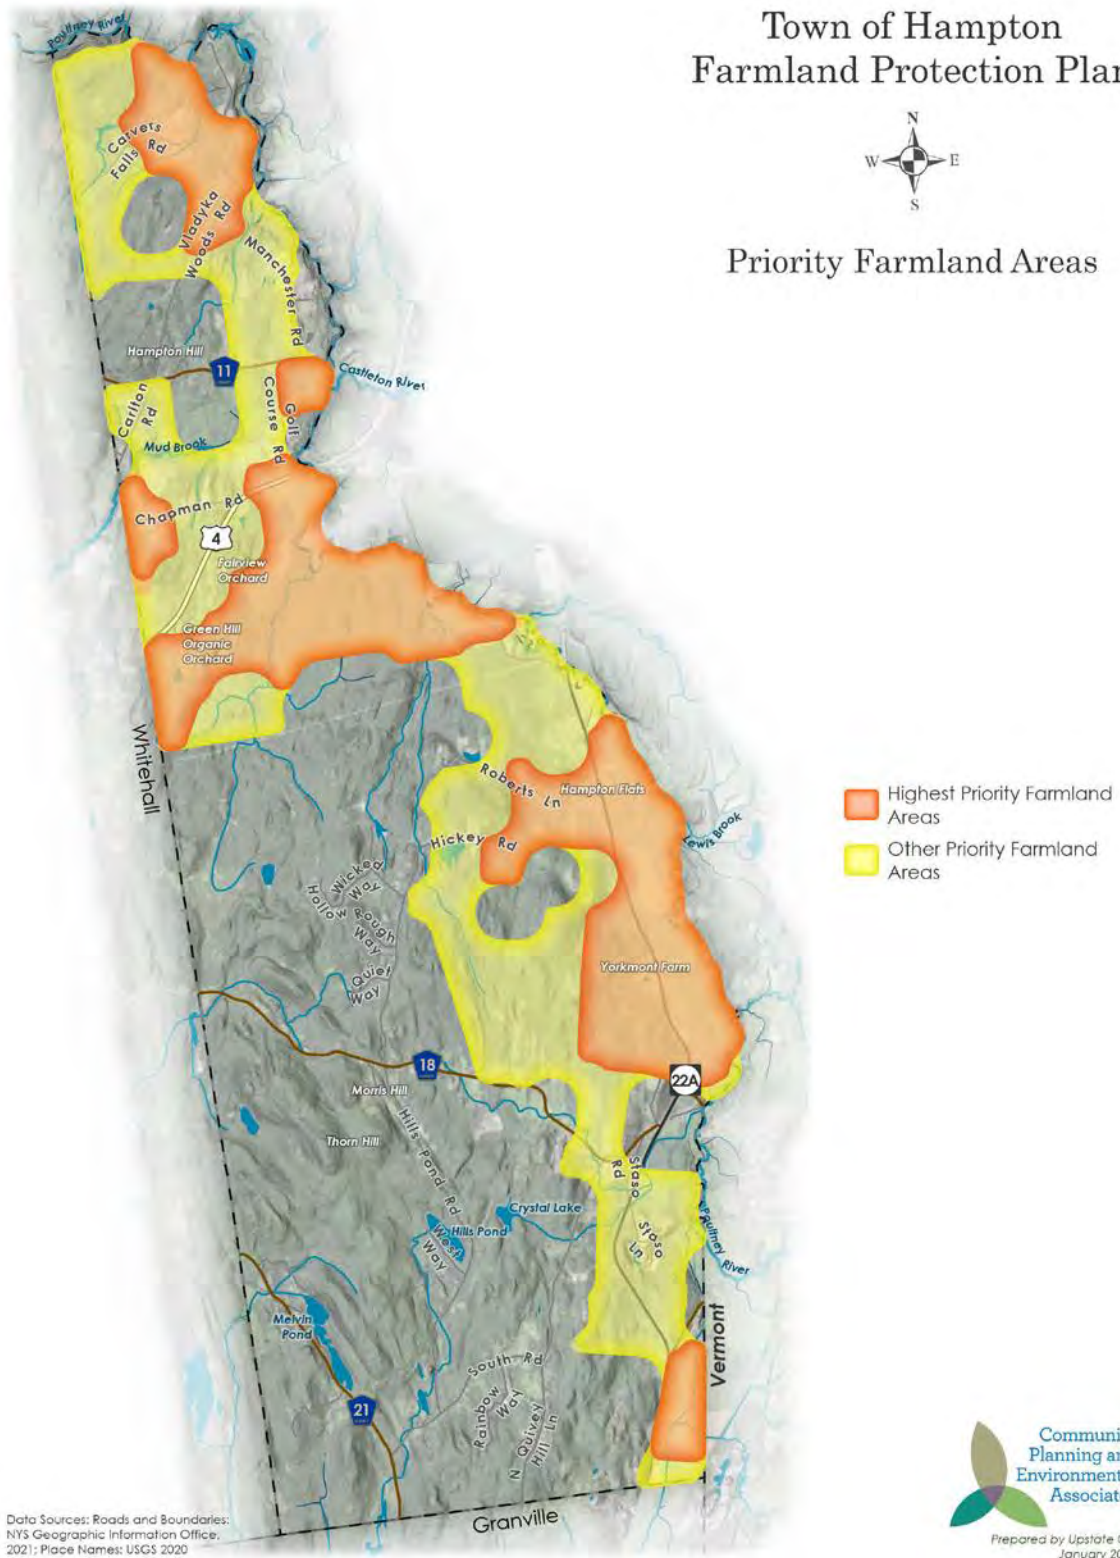 Town of Hampton
Farmland Protection Plan
N
W
E
S
Priority Farmland Areas
Poultney River
Carvers
Falls Rd
Vladyka
Woods Rd
Manchester Rd
Hampton Hill
11
Castleton River
Carlton
Rd
Golf
Course Rd
Mud Brook
Chapman Rd
4
Fairview
Orchard
Green Hill
Organic
Orchard
Whitehall
Roberts Ln
Hampton Flats
Hickey Rd
Lewis Brook
Highest Priority Farmland
Areas
Other Priority Farmland
Areas
Wicked
Way
Hollow
Rough
Way
Quiet
Way
Yorkmont Farm
18
22A
Morris Hill
Thorn Hill
Hills Pond Rd
Staso
Rd
Crystal Lake
Hills Pond
West
Way
Staso
Ln
Poultney
River
Vermont
Melvin
Pond
South Rd
Rainbow
Way
N Quivey
Hill Ln
21
Granville
Data Sources: Roads and Boundaries:
NYS Geographic Information Office,
2021; Place Names: USGS 2020
Planning
Prepared by Upstate
January